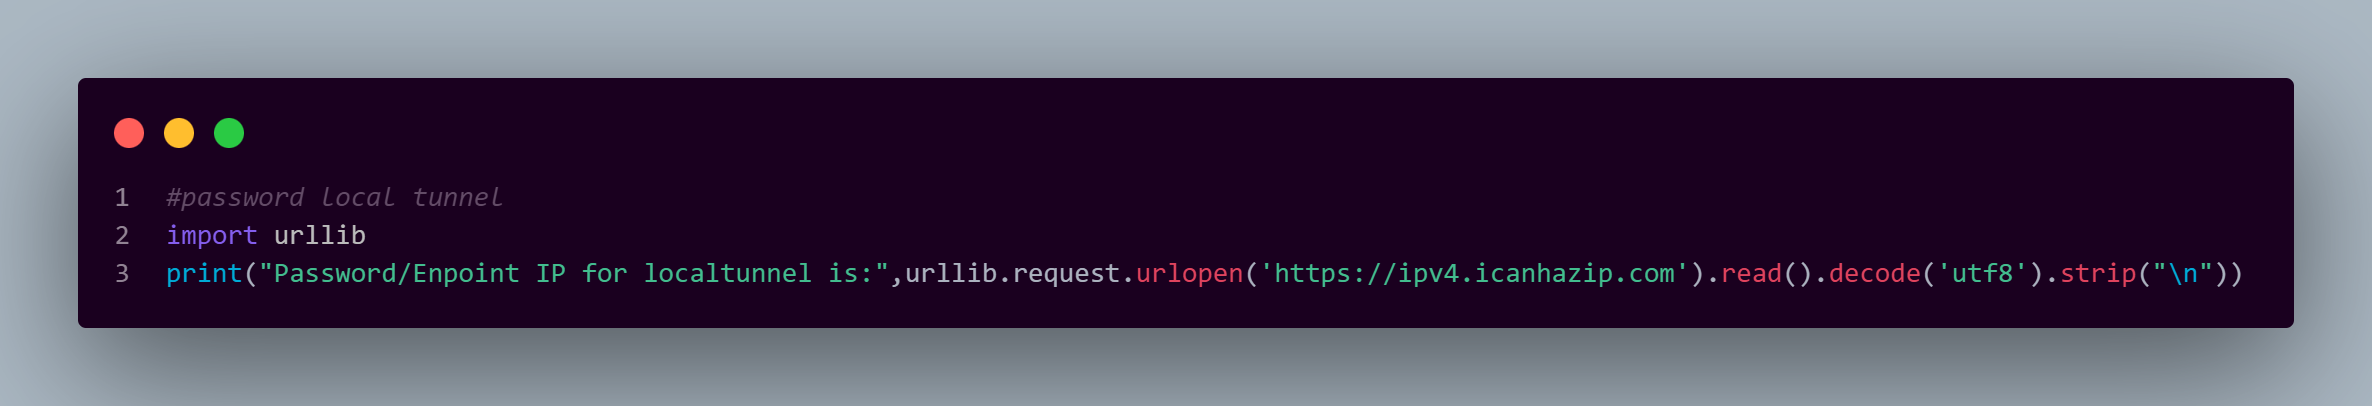 1 #password local tunnel
2 import urllib
3 print("Password/Enpoint IP for localtunnel is:",urllib.request.urlopen('https://ipv4.icanhazip.com').read().decode('utf8').strip("\n"))